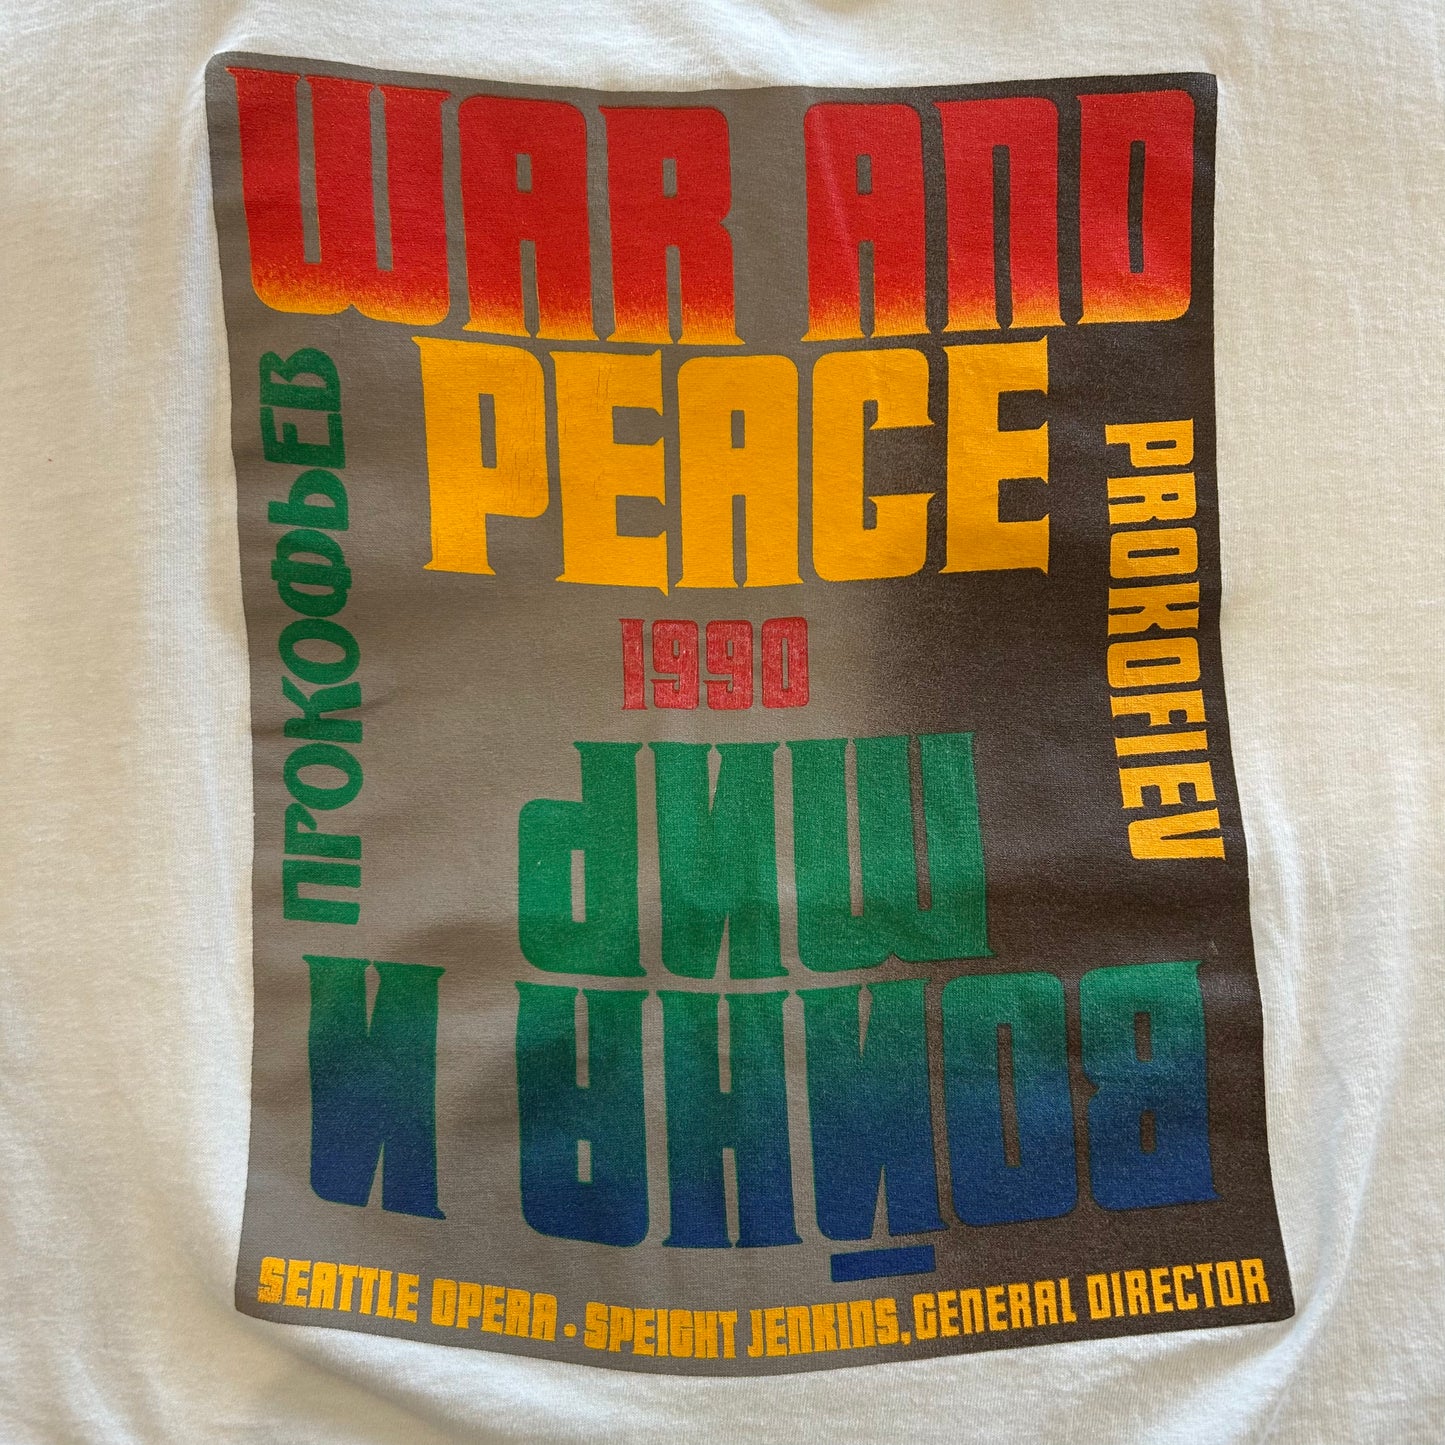 WAR AND
PEACE
ПРОКОФЬЕВ
PROKOFIEV
1990
ВОЙНА И
МИР
SEATTLE OPERA • SPEIGHT JENKINS, GENERAL DIRECTOR